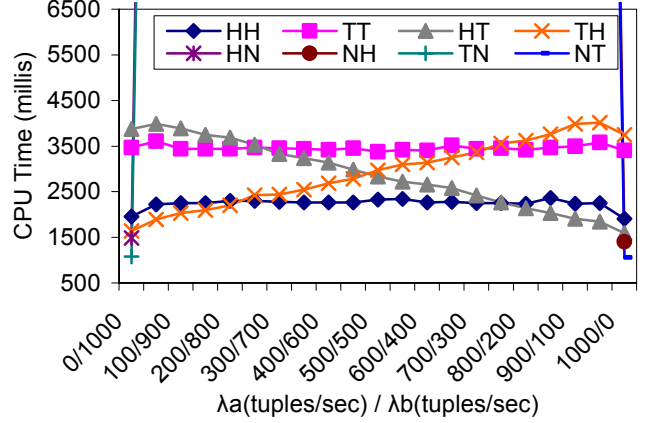 6500
HH TT HT TH
HN NH TN NT
5500
4500
3500
2500
1500
500
CPU Time (millis)
0/1000 100/900 200/800 300/700 400/600 500/500 600/400 700/300 800/200 900/100 1000/0
λa(tuples/sec) / λb(tuples/sec)